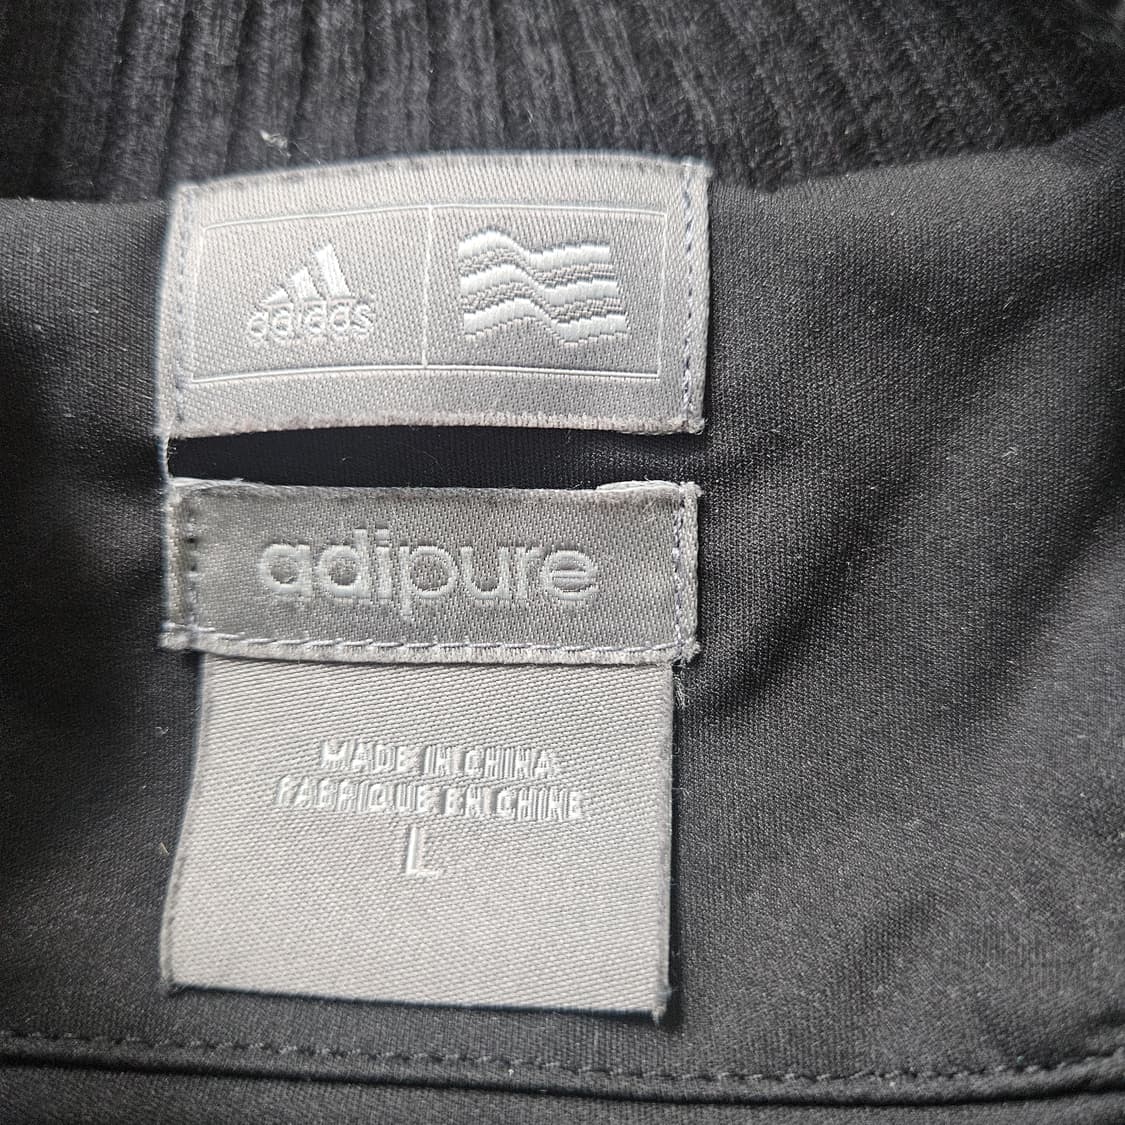 adidas
adipure
MADE IN CHINA
FABRIQUE EN CHINE
L